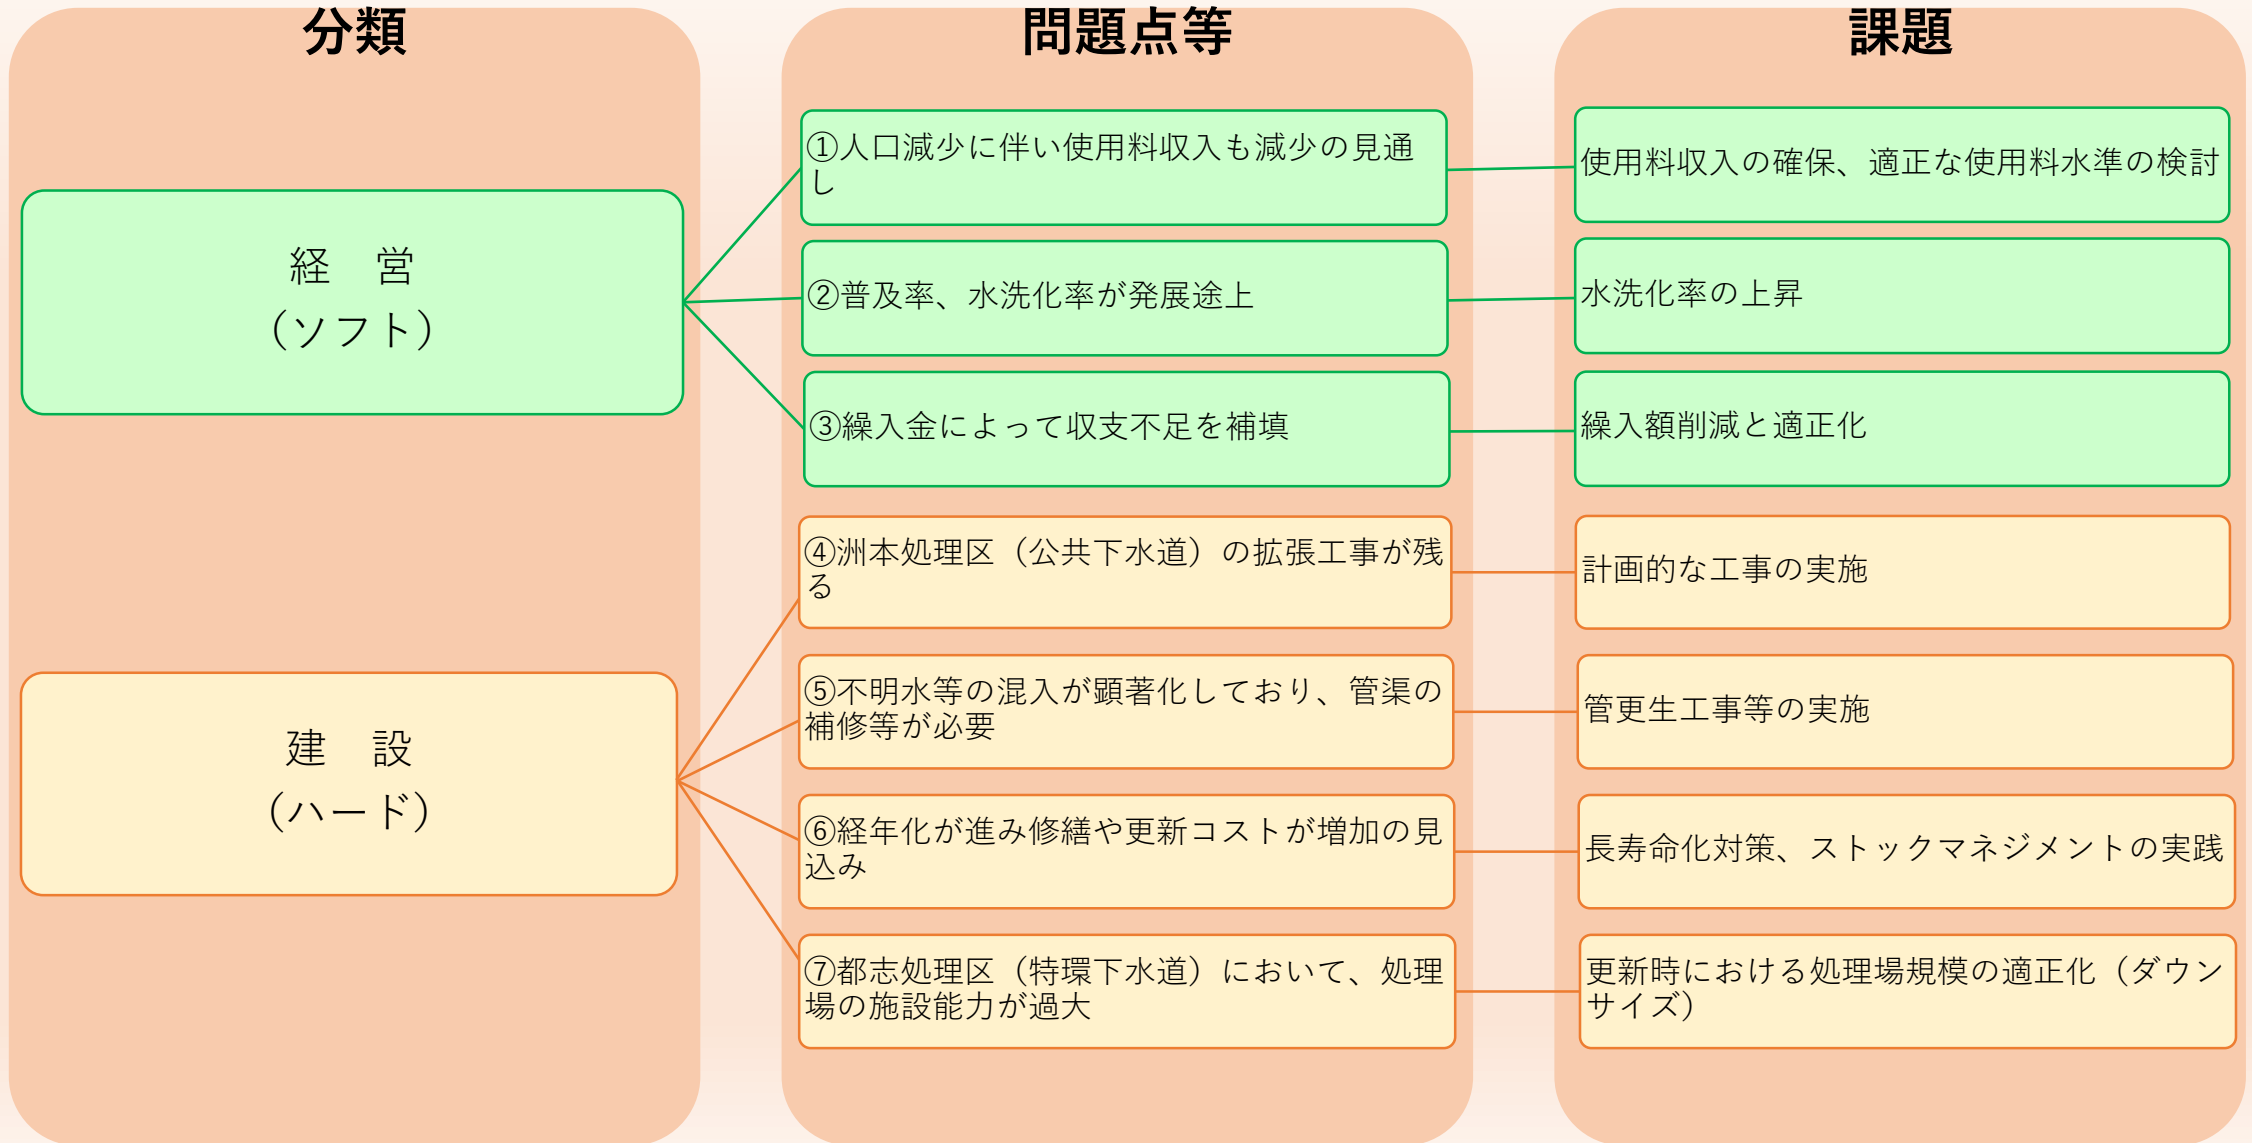 分類
問題点等
課題
経　営
（ソフト）
①人口減少に伴い使用料収入も減少の見通
し
使用料収入の確保、適正な使用料水準の検討
②普及率、水洗化率が発展途上
水洗化率の上昇
③繰入金によって収支不足を補填
繰入額削減と適正化
建　設
（ハード）
④洲本処理区（公共下水道）の拡張工事が残
る
計画的な工事の実施
⑤不明水等の混入が顕著化しており、管渠の
補修等が必要
管更生工事等の実施
⑥経年化が進み修繕や更新コストが増加の見
込み
長寿命化対策、ストックマネジメントの実践
⑦都志処理区（特環下水道）において、処理
場の施設能力が過大
更新時における処理場規模の適正化（ダウン
サイズ）